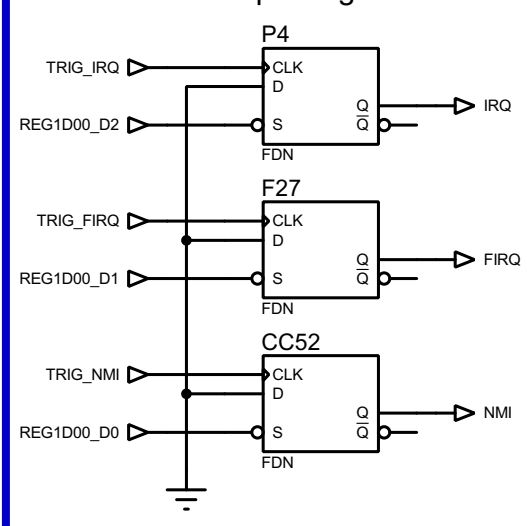 P4
TRIG_IRQ
CLK
D
Q
IRQ
REG1D00_D2
S
Q
FDN
F27
TRIG_FIRQ
CLK
D
Q
FIRQ
REG1D00_D1
S
Q
FDN
CC52
TRIG_NMI
CLK
D
Q
NMI
REG1D00_D0
S
Q
FDN